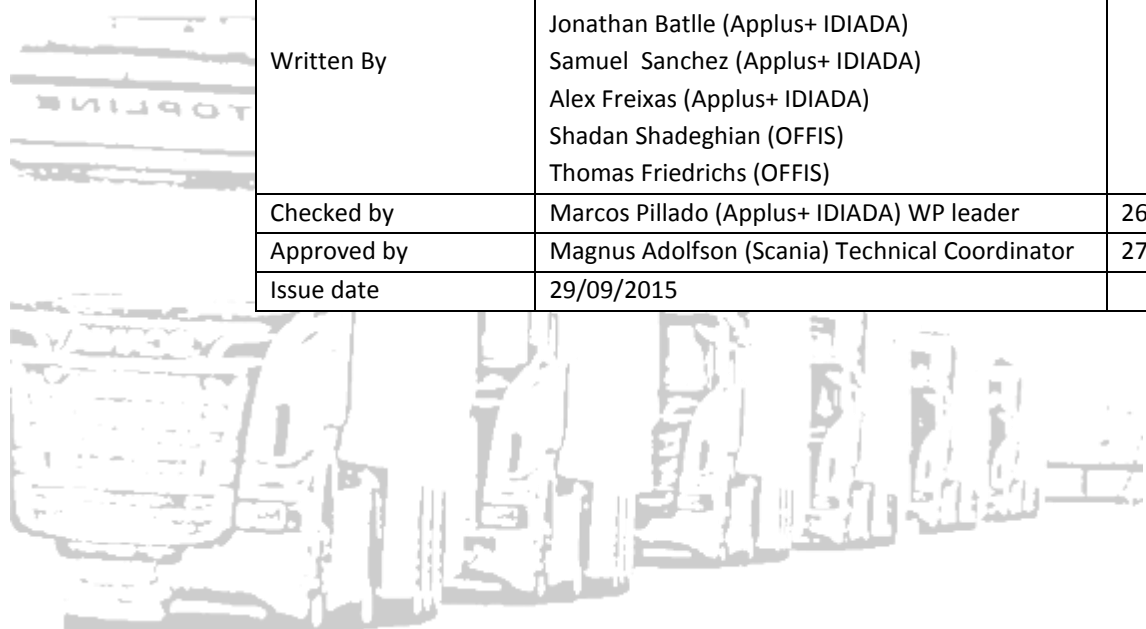 Jonathan Batlle (Applus+ IDIADA)
Written By Samuel Sanchez (Applus+ IDIADA)
Alex Freixas (Applus+ IDIADA)
Shadan Shadeghian (OFFIS)
Thomas Friedrichs (OFFIS)
Checked by Marcos Pillado (Applus+ IDIADA) WP leader 26
Approved by Magnus Adolfson (Scania) Technical Coordinator 27
Issue date 29/09/2015
TOPLINE